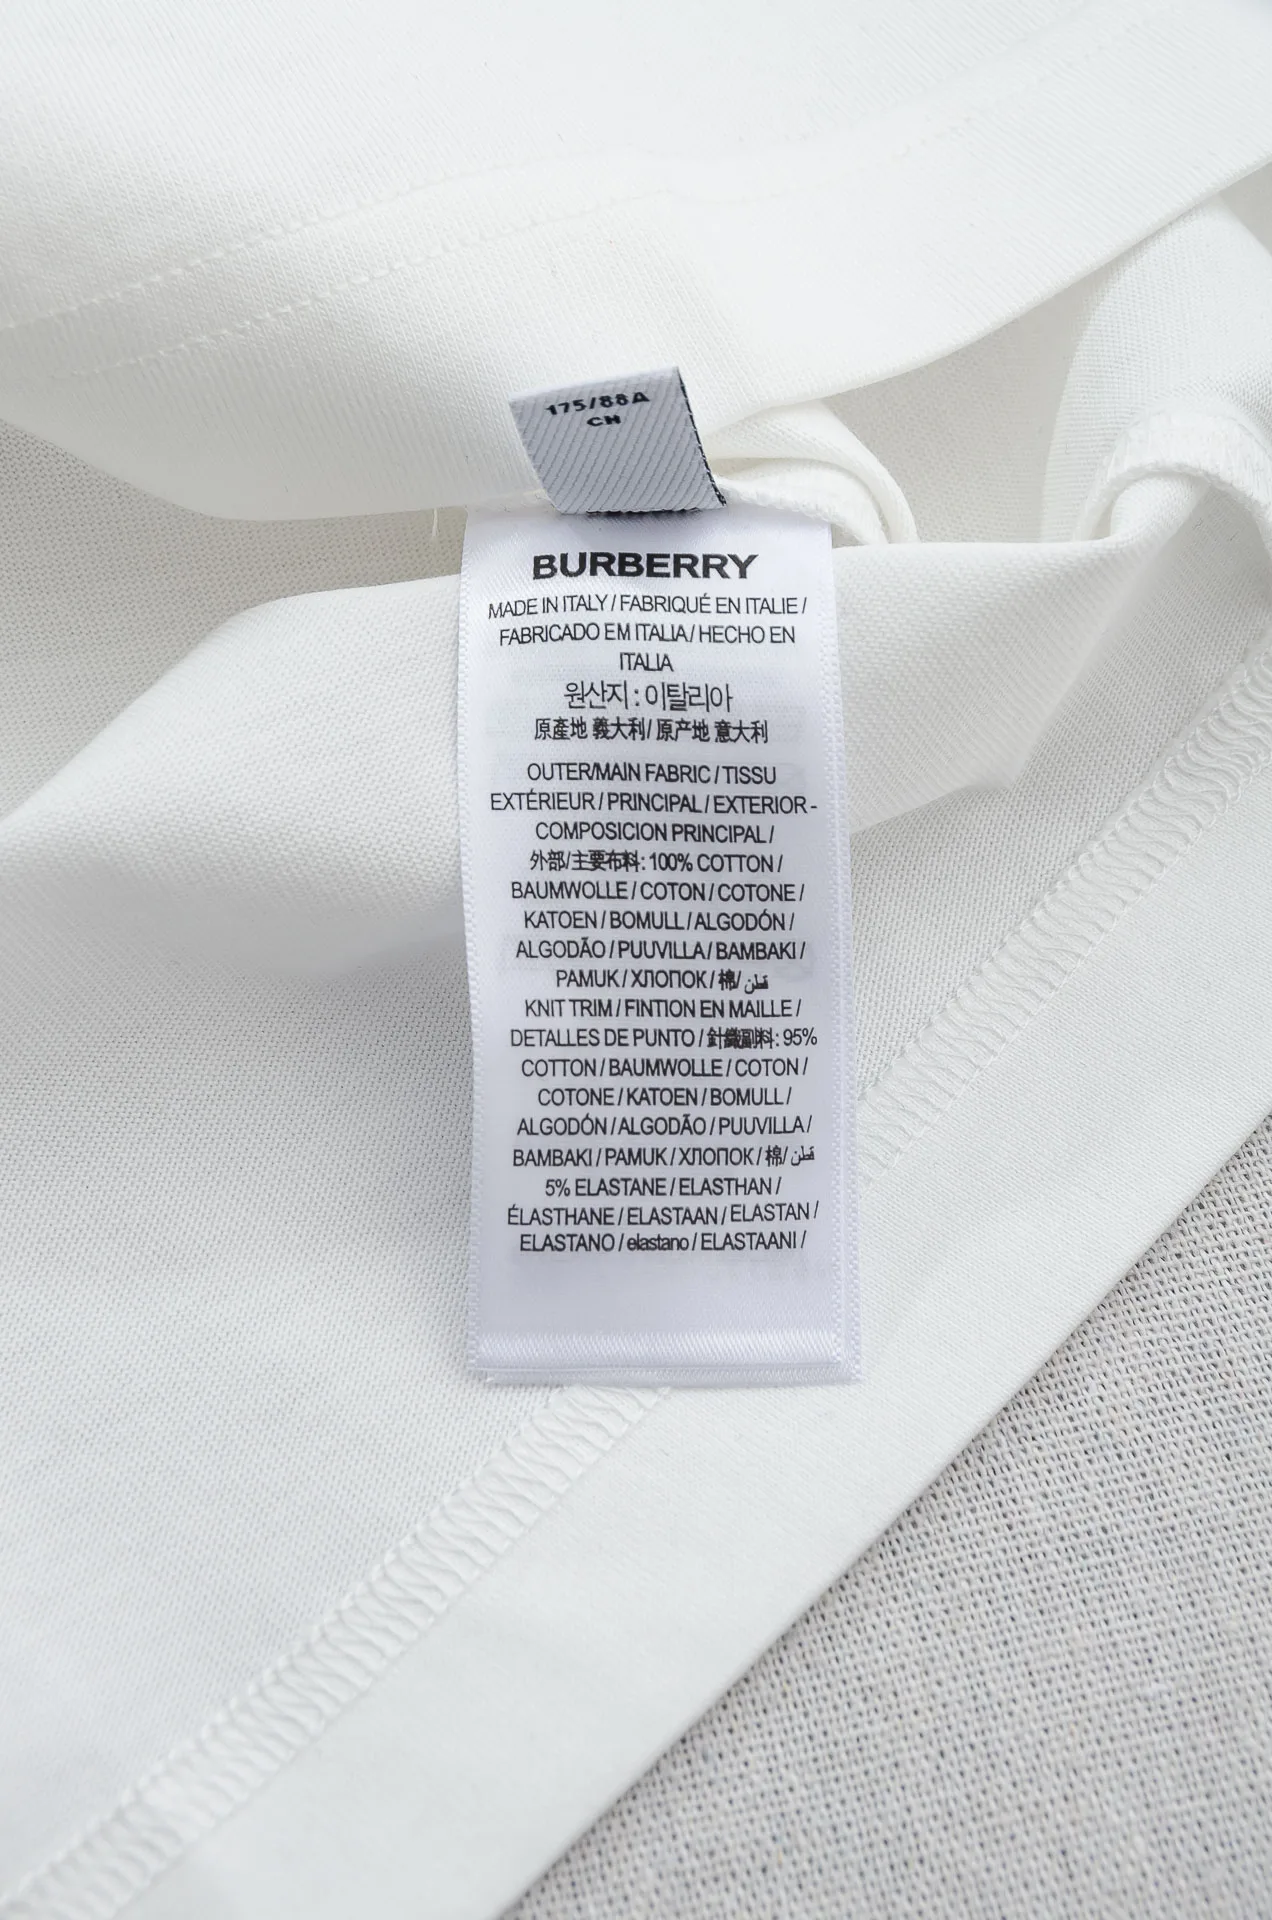 175/88A
CN
BURBERRY
MADE IN ITALY / FABRIQUÉ EN ITALIE /
FABRICADO EM ITALIA / HECHO EN
ITALIA
원산지 : 이탈리아
原產地 義大利/ 原产地 意大利
OUTER/MAIN FABRIC / TISSU
EXTÉRIEUR / PRINCIPAL / EXTERIOR -
COMPOSICION PRINCIPAL /
外部/主要布料: 100% COTTON /
BAUMWOLLE / COTON / COTONE /
KATOEN / BOMULL / ALGODÓN /
ALGODÃO / PUUVILLA / BAMBAKI /
PAMUK / ХЛОПОК / 棉/ قطن
KNIT TRIM / FINTION EN MAILLE /
DETALLES DE PUNTO / 針織副料: 95%
COTTON / BAUMWOLLE / COTON /
COTONE / KATOEN / BOMULL /
ALGODÓN / ALGODÃO / PUUVILLA /
BAMBAKI / PAMUK / ХЛОПОК / 棉/ قطن
5% ELASTANE / ELASTHAN /
ÉLASTHANE / ELASTAAN / ELASTAN /
ELASTANO / elastano / ELASTAANI /